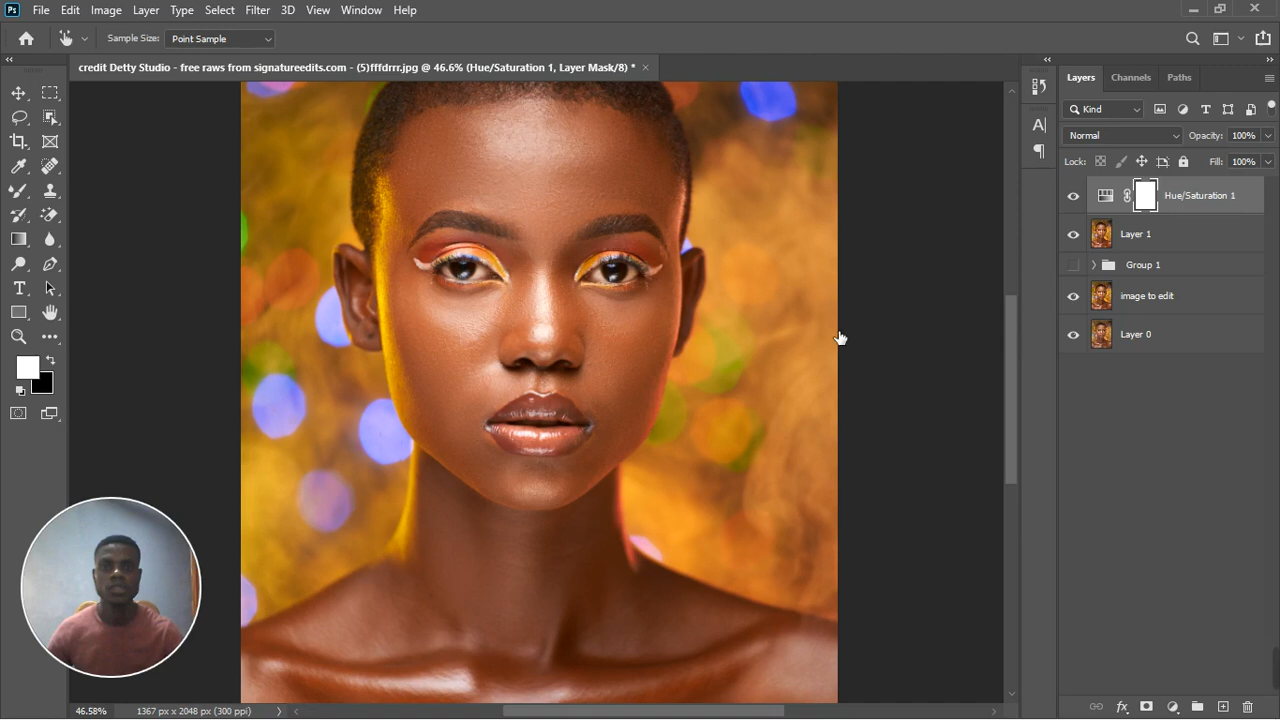 Ps File Edit Image Layer Type Select Filter 3D View Window Help
Sample Size: Point Sample
credit Detty Studio - free raws from signatureedits.com - (5)fffdrrr.jpg @ 46.6% (Hue/Saturation 1, Layer Mask/8) *
Layers Channels Paths
Kind
Normal Opacity: 100%
Lock: Fill: 100%
Hue/Saturation 1
Layer 1
Group 1
image to edit
Layer 0
46.58% 1367 px x 2048 px (300 ppi)